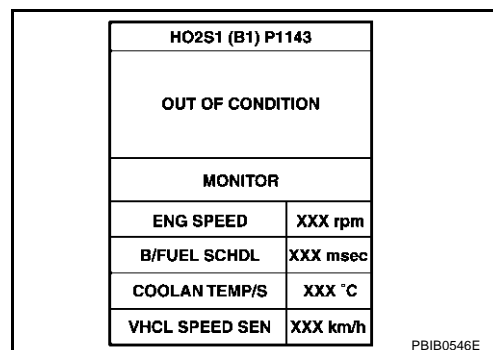 HO2S1 (B1) P1143
OUT OF CONDITION
MONITOR
ENG SPEED XXX rpm
B/FUEL SCHDL XXX msec
COOLAN TEMP/S XXX °C
VHCL SPEED SEN XXX km/h
PBIB0546E